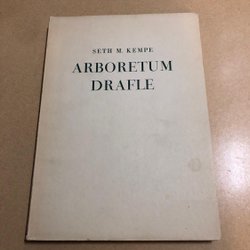 SETH M. KEMPE
ARBORETUM
DRAFLE